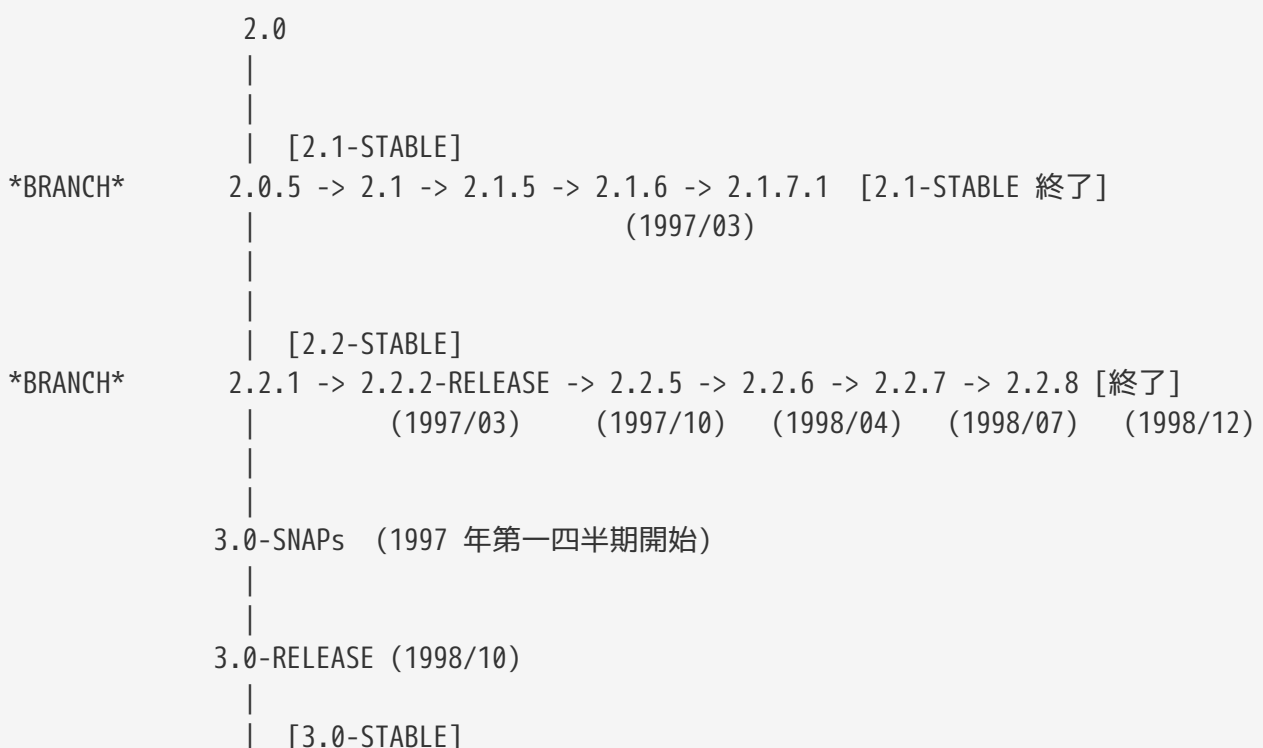 2.0
|
|
| [2.1-STABLE]
*BRANCH* 2.0.5 -> 2.1 -> 2.1.5 -> 2.1.6 -> 2.1.7.1 [2.1-STABLE 終了]
| (1997/03)
|
|
| [2.2-STABLE]
*BRANCH* 2.2.1 -> 2.2.2-RELEASE -> 2.2.5 -> 2.2.6 -> 2.2.7 -> 2.2.8 [終了]
| (1997/03) (1997/10) (1998/04) (1998/07) (1998/12)
|
|
3.0-SNAPs (1997 年第一四半期開始)
|
|
3.0-RELEASE (1998/10)
|
| [3.0-STABLE]